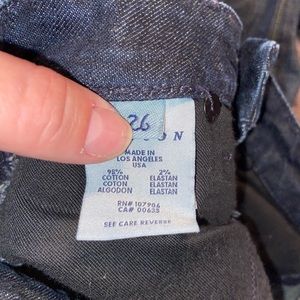 26
ON
MADE IN
LOS ANGELES
USA
98% 2%
COTTON ELASTAN
COTON ELASTAN
ALGODON ELASTAN
RN# 107906
CA# 00635
SEE CARE REVERSE